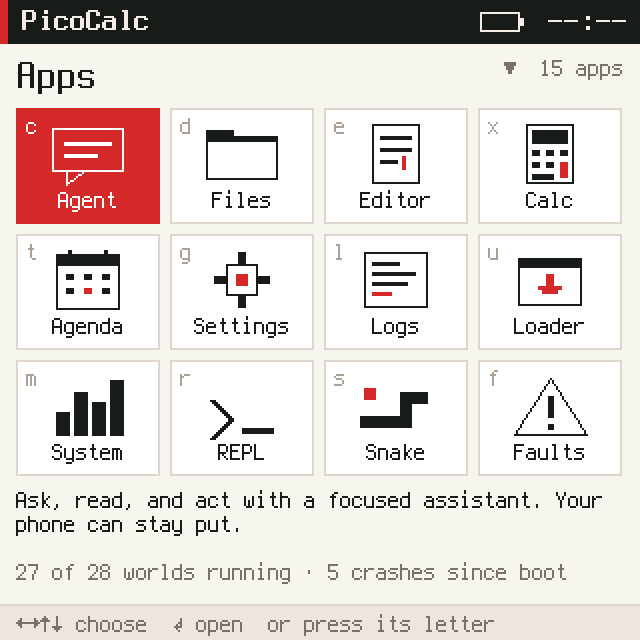 PicoCalc --:--
Apps ▼ 15 apps
c d e x
Agent Files Editor Calc
t g l u
Agenda Settings Logs Loader
m r s f
System REPL Snake Faults
Ask, read, and act with a focused assistant. Your
phone can stay put.
27 of 28 worlds running · 5 crashes since boot
↔↑↓ choose ↲ open or press its letter